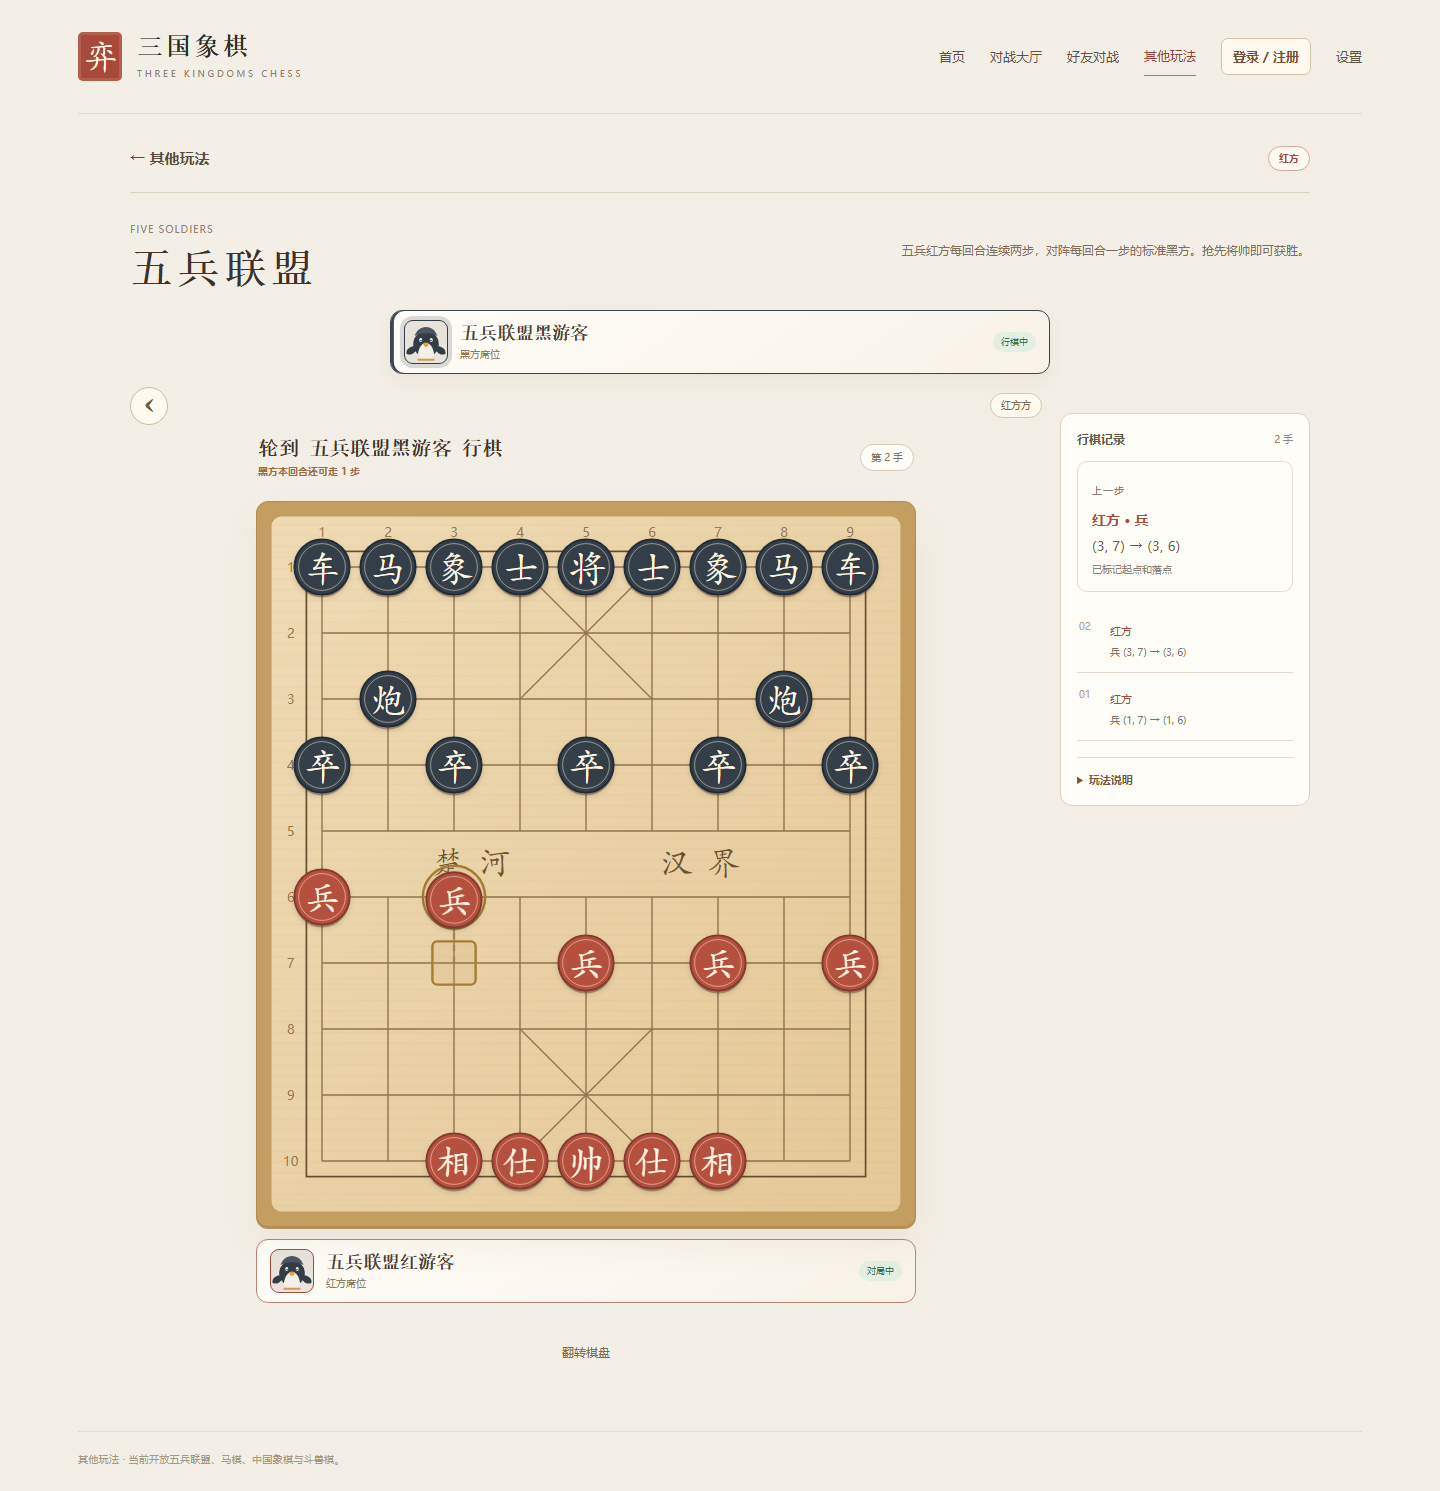 弈
三国象棋
THREE KINGDOMS CHESS
首页 对战大厅 好友对战 其他玩法 登录 / 注册 设置
← 其他玩法
红方
FIVE SOLDIERS
五兵联盟
五兵红方每回合连续两步，对阵每回合一步的标准黑方。抢先将帅即可获胜。
五兵联盟黑游客
黑方席位
行棋中
红方方
轮到 五兵联盟黑游客 行棋
黑方本回合还可走 1 步
第 2 手
1 2 3 4 5 6 7 8 9
1 车 马 象 士 将 士 象 马 车
2
3 炮 炮
4 卒 卒 卒 卒 卒
5
楚 河 汉 界
6 兵 兵
7 兵 兵 兵
8
9
10 相 仕 帅 仕 相
五兵联盟红游客
红方席位
对局中
翻转棋盘
行棋记录 2 手
上一步
红方 • 兵
(3, 7) → (3, 6)
已标记起点和落点
02 红方
兵 (3, 7) → (3, 6)
01 红方
兵 (1, 7) → (1, 6)
▶ 玩法说明
其他玩法 · 当前开放五兵联盟、马棋、中国象棋与斗兽棋。